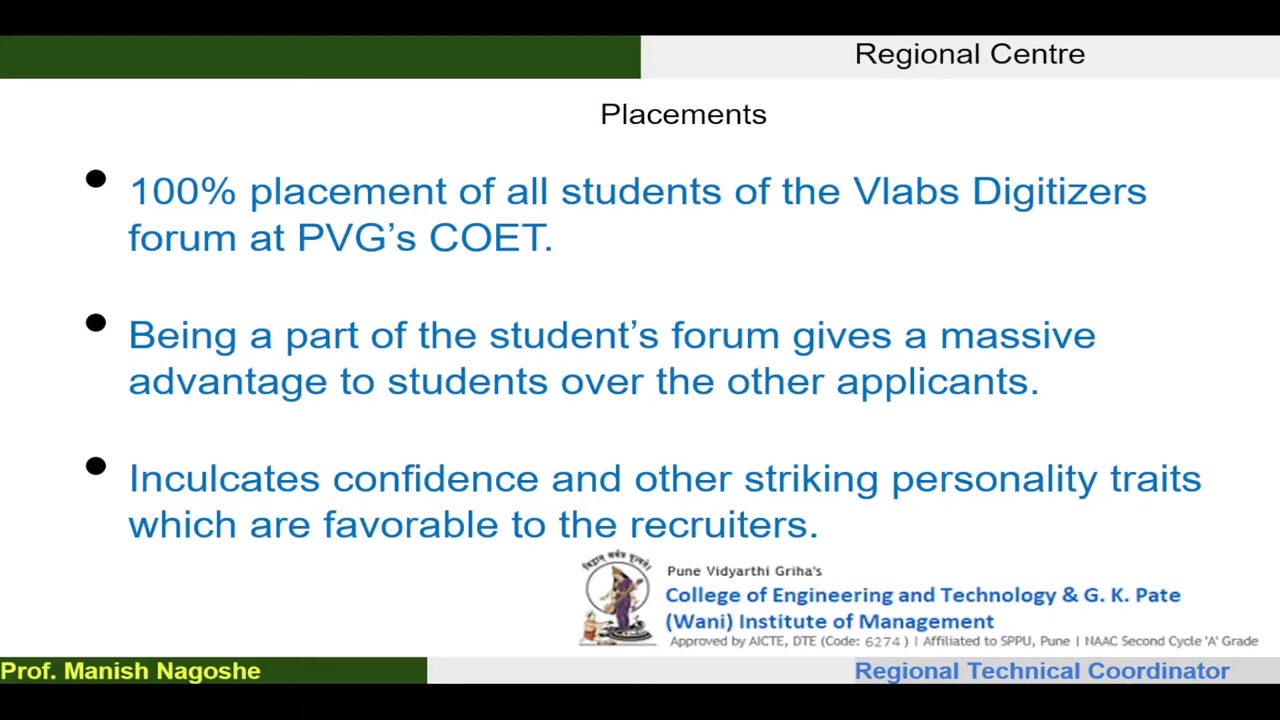 Regional Centre
Placements
• 100% placement of all students of the Vlabs Digitizers
forum at PVG’s COET.
• Being a part of the student’s forum gives a massive
advantage to students over the other applicants.
• Inculcates confidence and other striking personality traits
which are favorable to the recruiters.
Pune Vidyarthi Griha's
College of Engineering and Technology & G. K. Pate
(Wani) Institute of Management
Approved by AICTE, DTE (Code: 6274) | Affiliated to SPPU, Pune | NAAC Second Cycle 'A' Grade
Prof. Manish Nagoshe
Regional Technical Coordinator